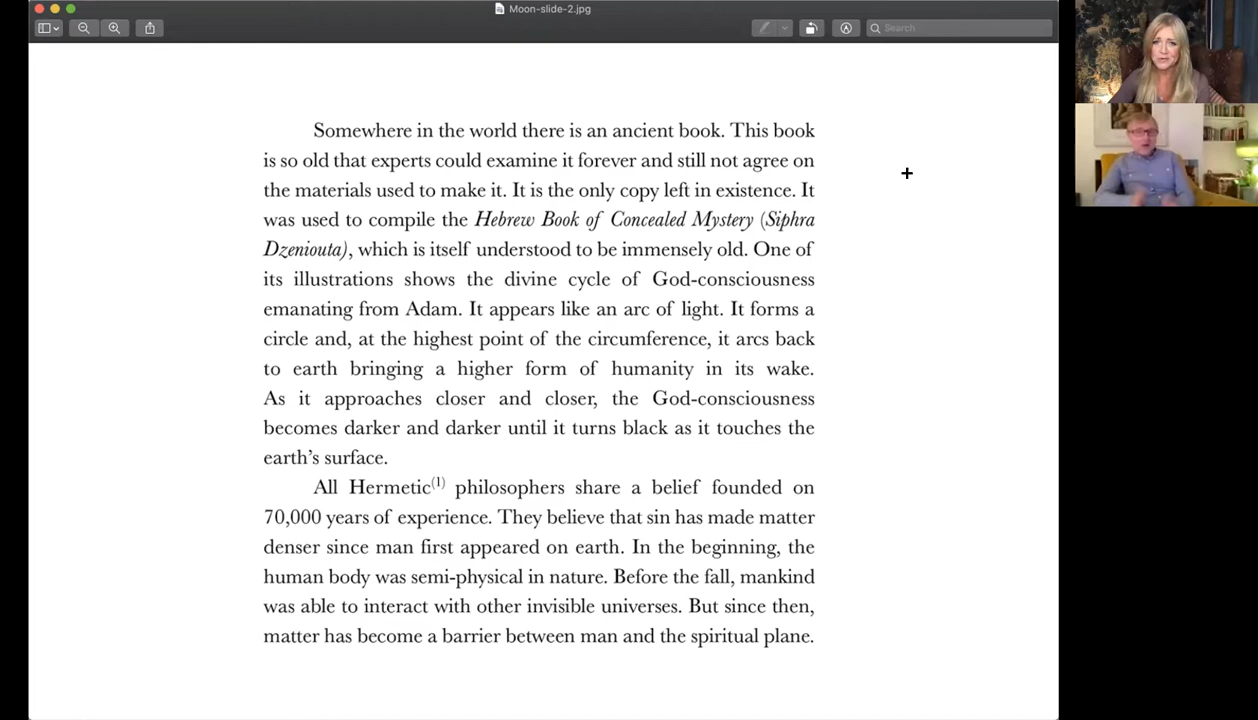 Moon-slide-2.jpg
Search
Somewhere in the world there is an ancient book. This book
is so old that experts could examine it forever and still not agree on
the materials used to make it. It is the only copy left in existence. It
was used to compile the Hebrew Book of Concealed Mystery (Siphra
Dzeniouta), which is itself understood to be immensely old. One of
its illustrations shows the divine cycle of God-consciousness
emanating from Adam. It appears like an arc of light. It forms a
circle and, at the highest point of the circumference, it arcs back
to earth bringing a higher form of humanity in its wake.
As it approaches closer and closer, the God-consciousness
becomes darker and darker until it turns black as it touches the
earth’s surface.
All Hermetic(1) philosophers share a belief founded on
70,000 years of experience. They believe that sin has made matter
denser since man first appeared on earth. In the beginning, the
human body was semi-physical in nature. Before the fall, mankind
was able to interact with other invisible universes. But since then,
matter has become a barrier between man and the spiritual plane.